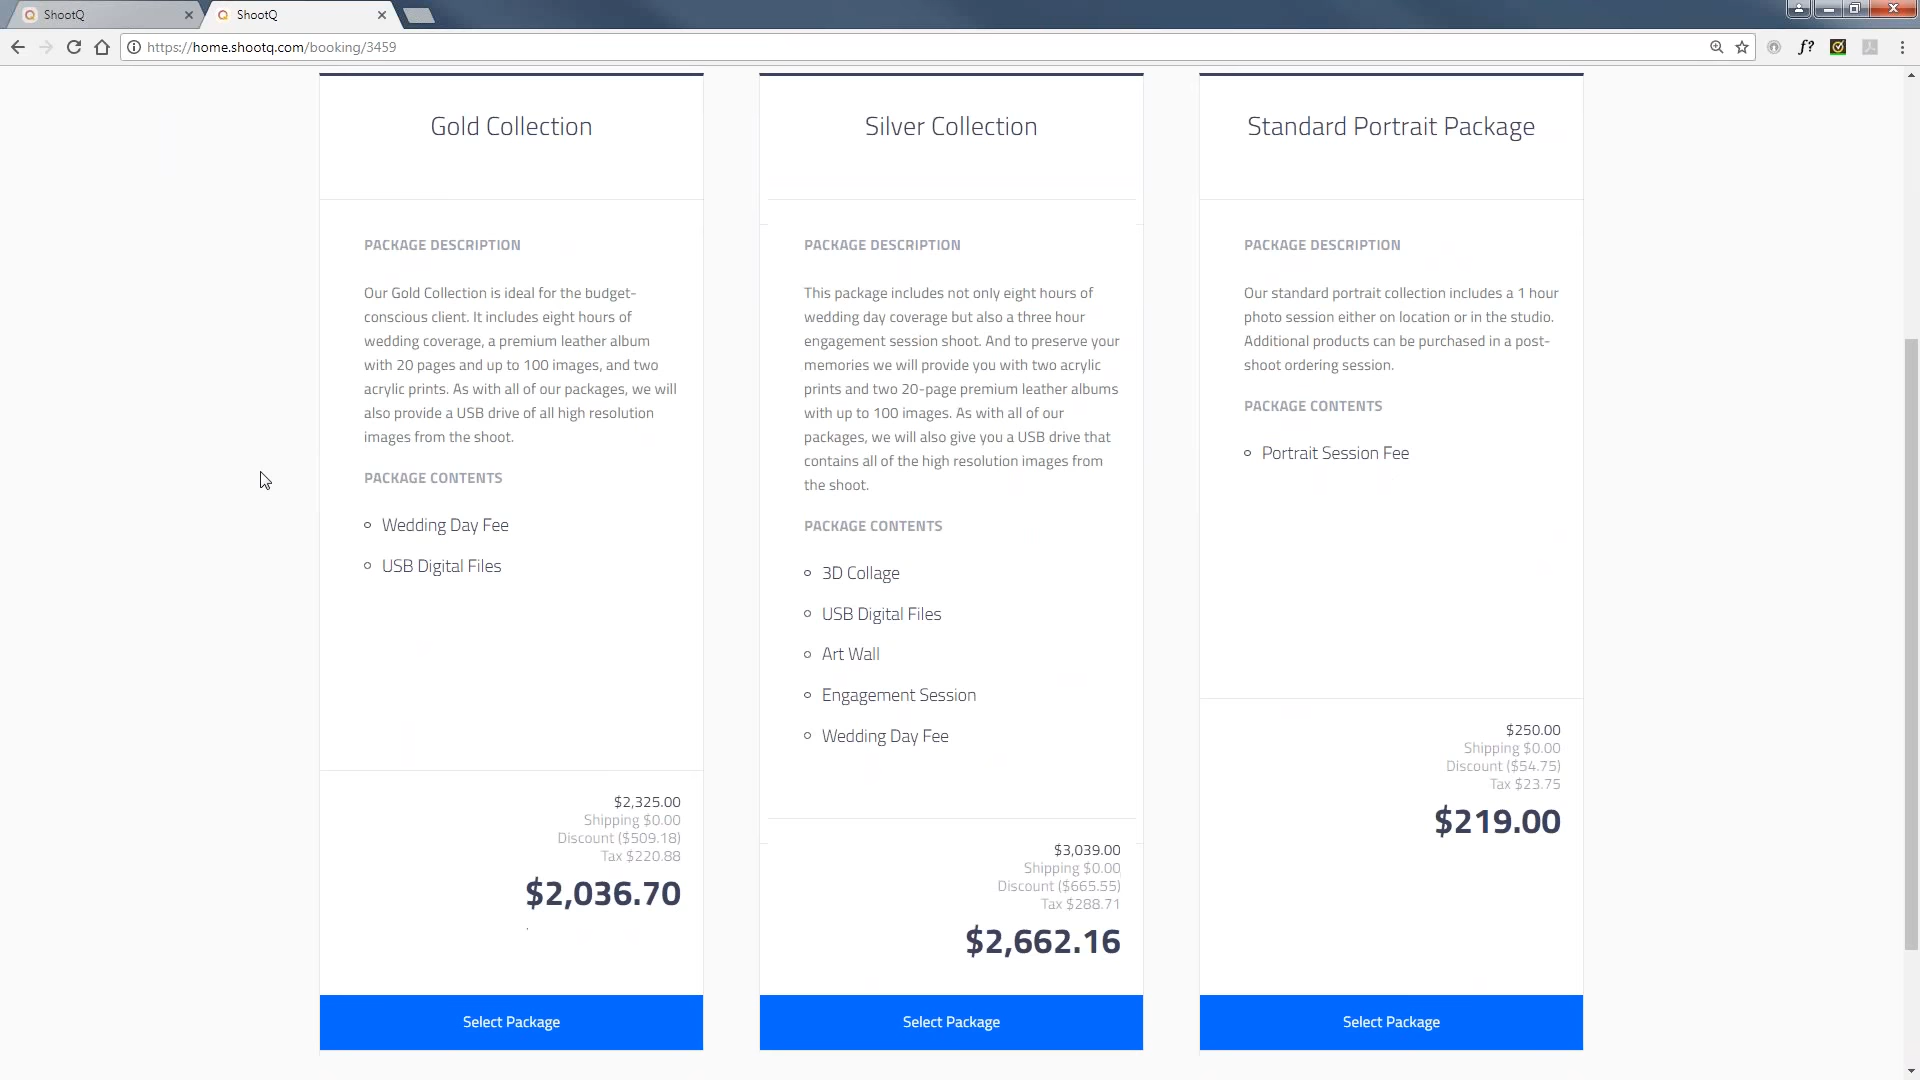 ShootQ
ShootQ
https://home.shootq.com/booking/3459
f?
Gold Collection
PACKAGE DESCRIPTION
Our Gold Collection is ideal for the budget-
conscious client. It includes eight hours of
wedding coverage, a premium leather album
with 20 pages and up to 100 images, and two
acrylic prints. As with all of our packages, we will
also provide a USB drive of all high resolution
images from the shoot.
PACKAGE CONTENTS
Wedding Day Fee
USB Digital Files
$2,325.00
Shipping $0.00
Discount ($509.18)
Tax $220.88
$2,036.70
Select Package
Silver Collection
PACKAGE DESCRIPTION
This package includes not only eight hours of
wedding day coverage but also a three hour
engagement session shoot. And to preserve your
memories we will provide you with two acrylic
prints and two 20-page premium leather albums
with up to 100 images. As with all of our
packages, we will also give you a USB drive that
contains all of the high resolution images from
the shoot.
PACKAGE CONTENTS
3D Collage
USB Digital Files
Art Wall
Engagement Session
Wedding Day Fee
$3,039.00
Shipping $0.00
Discount ($665.55)
Tax $288.71
$2,662.16
Select Package
Standard Portrait Package
PACKAGE DESCRIPTION
Our standard portrait collection includes a 1 hour
photo session either on location or in the studio.
Additional products can be purchased in a post-
shoot ordering session.
PACKAGE CONTENTS
Portrait Session Fee
$250.00
Shipping $0.00
Discount ($54.75)
Tax $23.75
$219.00
Select Package